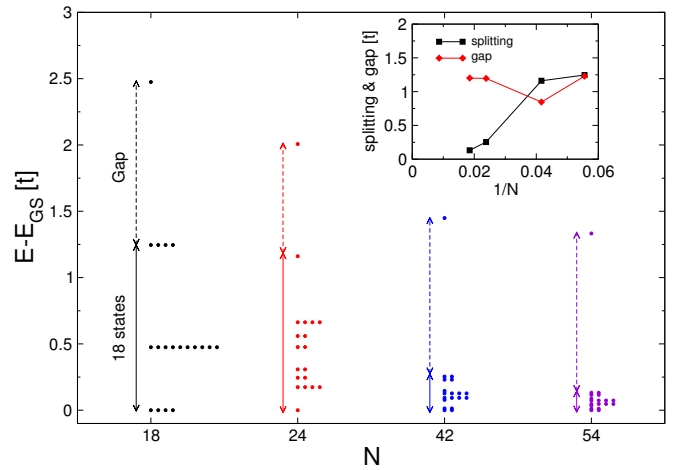 3
2.5
2
1.5
1
0.5
0
E-E_GS [t]
Gap
18 states
18
24
42
54
N
2
1.5
1
0.5
0
splitting & gap [t]
splitting
gap
0
0.02
0.04
0.06
1/N